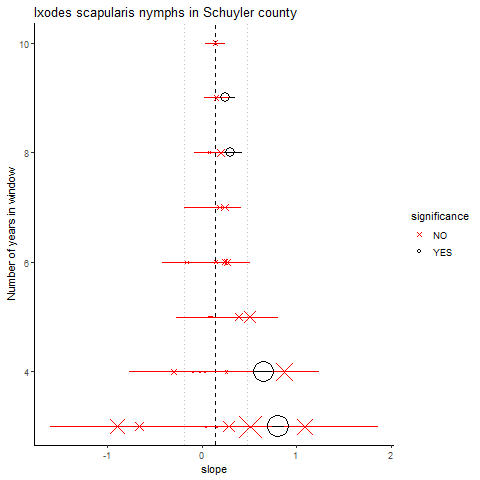 Ixodes scapularis nymphs in Schuyler county
10
8
6
4
Number of years in window
-1
0
1
2
slope
significance
NO
YES